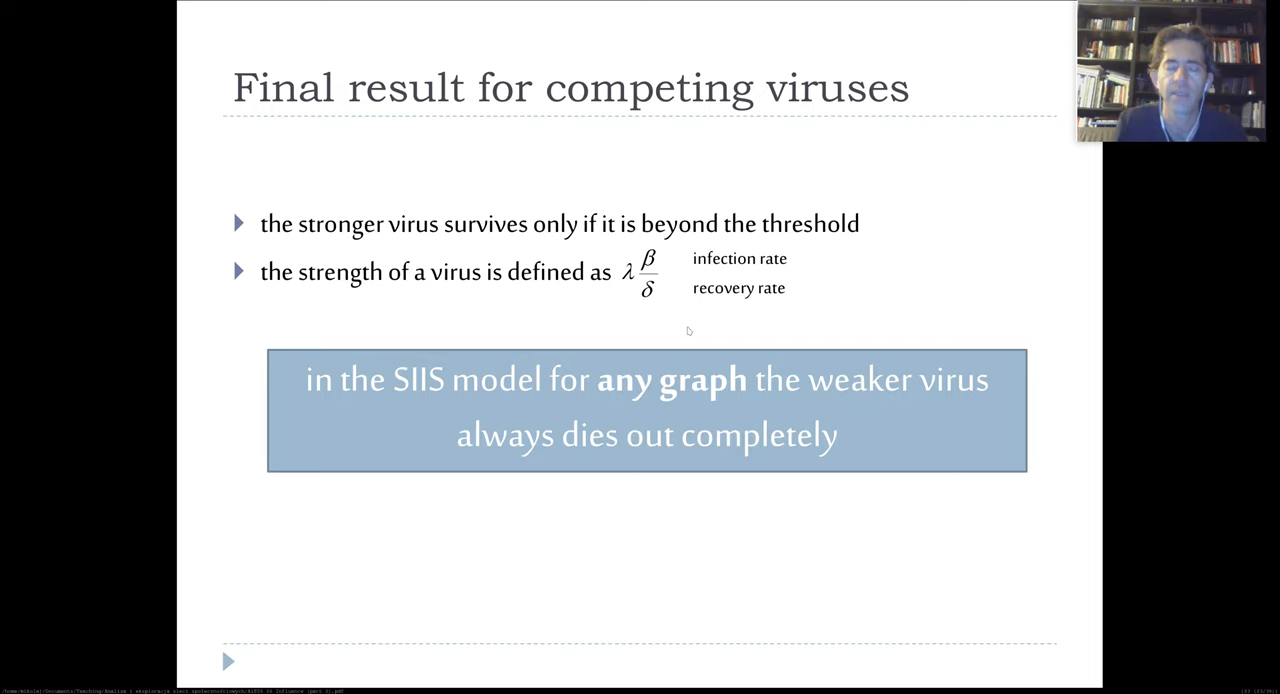 Final result for competing viruses
the stronger virus survives only if it is beyond the threshold
the strength of a virus is defined as λ β/δ
infection rate
recovery rate
in the SIIS model for any graph the weaker virus
always dies out completely